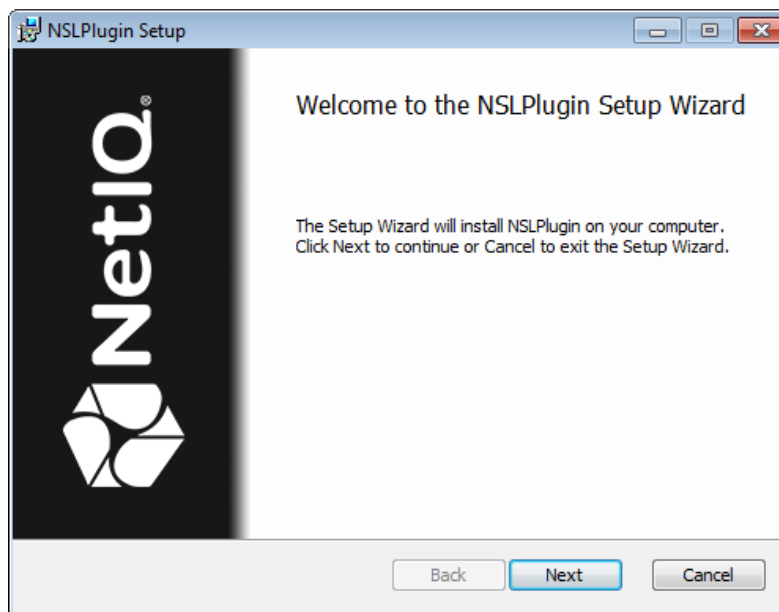 NSLPlugin Setup
NetIQ®
Welcome to the NSLPlugin Setup Wizard
The Setup Wizard will install NSLPlugin on your computer.
Click Next to continue or Cancel to exit the Setup Wizard.
Back
Next
Cancel